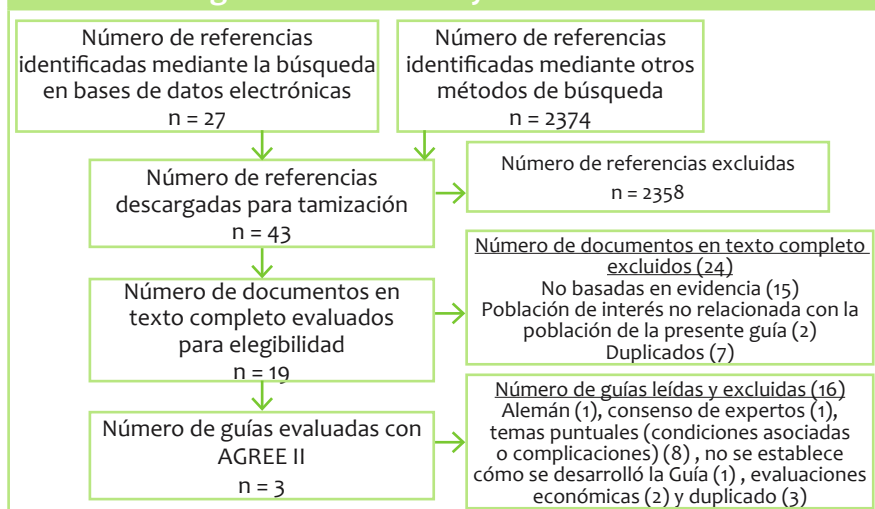 Número de referencias
identificadas mediante la búsqueda
en bases de datos electrónicas
n = 27
Número de referencias
identificadas mediante otros
métodos de búsqueda
n = 2374
Número de referencias
descargadas para tamización
n = 43
Número de referencias excluidas
n = 2358
Número de documentos en
texto completo evaluados
para elegibilidad
n = 19
Número de documentos en texto completo
excluidos (24)
No basadas en evidencia (15)
Población de interés no relacionada con la
población de la presente guía (2)
Duplicados (7)
Número de guías evaluadas con
AGREE II
n = 3
Número de guías leídas y excluidas (16)
Alemán (1), consenso de expertos (1),
temas puntuales (condiciones asociadas
o complicaciones) (8) , no se establece
cómo se desarrolló la Guía (1) , evaluaciones
económicas (2) y duplicado (3)